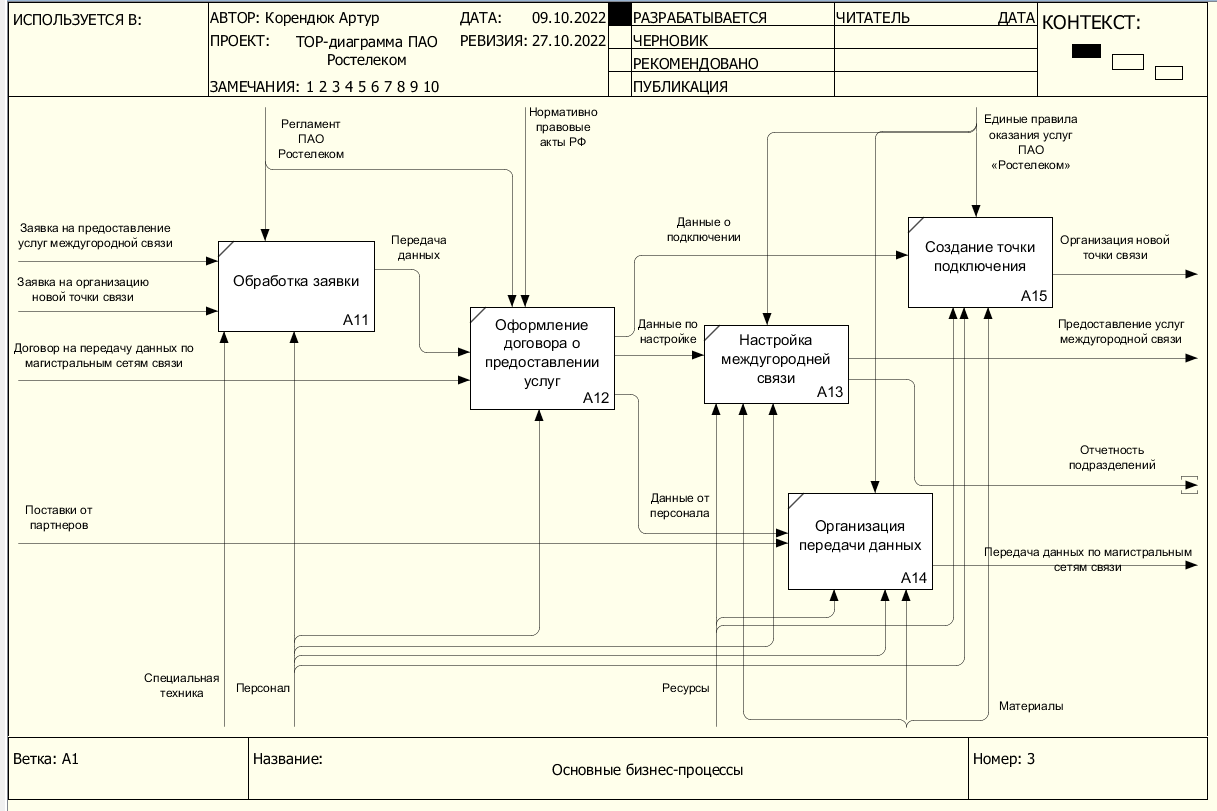 ИСПОЛЬЗУЕТСЯ В:
АВТОР: Корендюк Артур
ДАТА: 09.10.2022
ПРОЕКТ: TOP-диаграмма ПАО
Ростелеком
РЕВИЗИЯ: 27.10.2022
ЗАМЕЧАНИЯ: 1 2 3 4 5 6 7 8 9 10
РАЗРАБАТЫВАЕТСЯ
ЧЕРНОВИК
РЕКОМЕНДОВАНО
ПУБЛИКАЦИЯ
ЧИТАТЕЛЬ
ДАТА
КОНТЕКСТ:
Регламент
ПАО
Ростелеком
Нормативно
правовые
акты РФ
Единые правила
оказания услуг
ПАО
«Ростелеком»
Заявка на предоставление
услуг междугородной связи
Заявка на организацию
новой точки связи
Договор на передачу данных по
магистральным сетям связи
Обработка заявки
A11
Передача
данных
Оформление
договора о
предоставлении
услуг
A12
Данные о
подключении
Данные по
настройке
Настройка
междугородней
связи
A13
Создание точки
подключения
A15
Организация новой
точки связи
Предоставление услуг
междугородной связи
Отчетность
подразделений
Данные от
персонала
Поставки от
партнеров
Организация
передачи данных
A14
Передача данных по магистральным
сетям связи
Специальная
техника
Персонал
Ресурсы
Материалы
Ветка: A1
Название:
Основные бизнес-процессы
Номер: 3